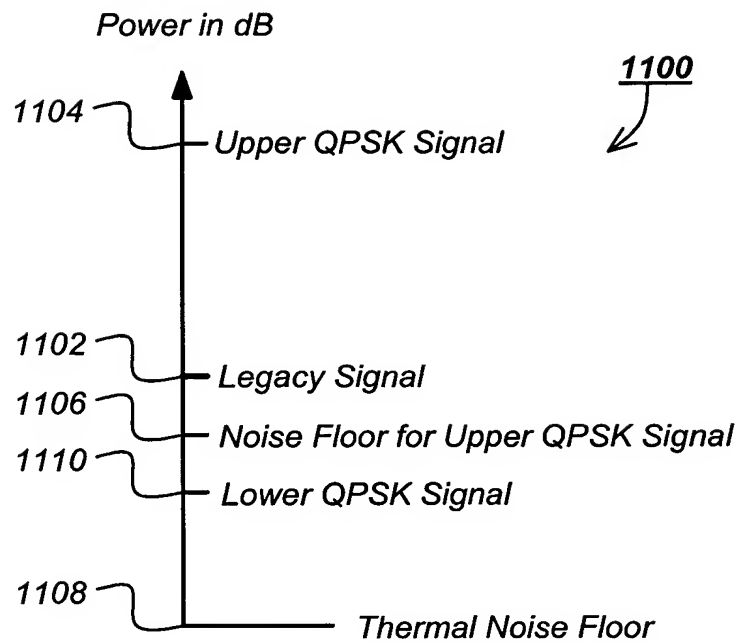 Power in dB
1100
1104
Upper QPSK Signal
1102
Legacy Signal
1106
Noise Floor for Upper QPSK Signal
1110
Lower QPSK Signal
1108
Thermal Noise Floor